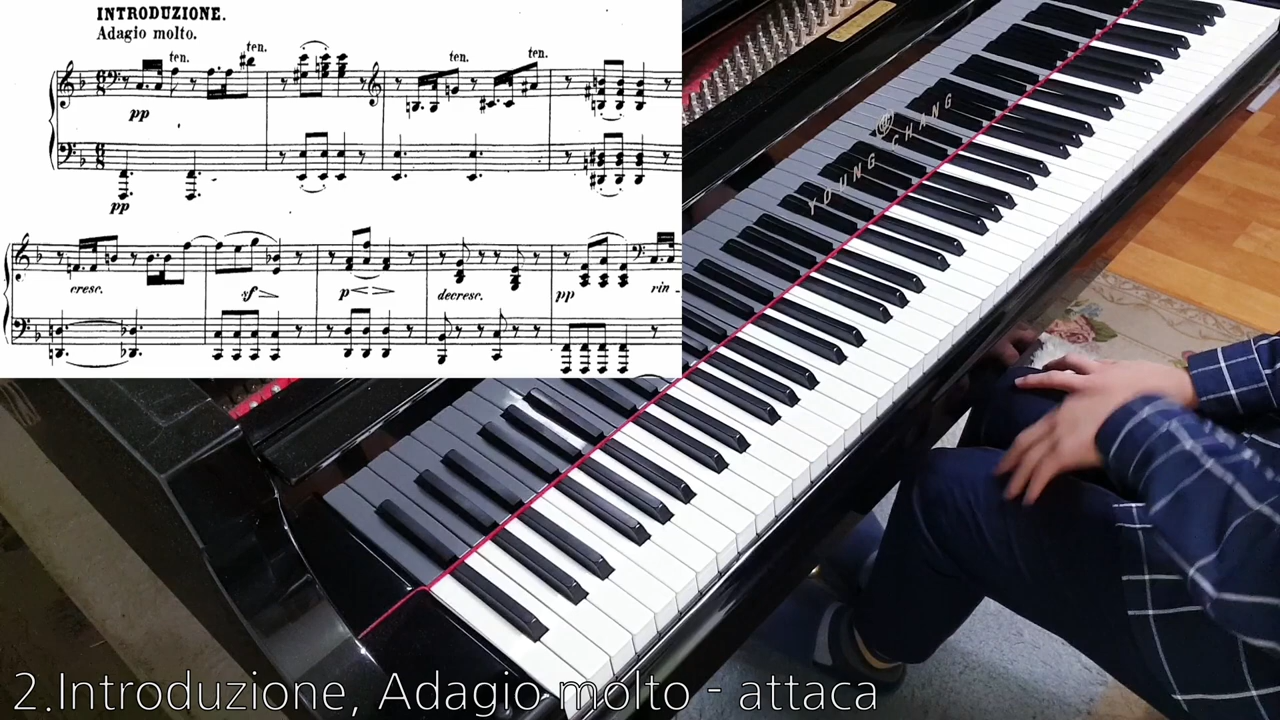 INTRODUZIONE.
Adagio molto.
ten. ten. ten. ten.
pp
pp
cresc. sf p decresc. pp rin -
YOUNG CHANG
2.Introduzione, Adagio molto - attaca